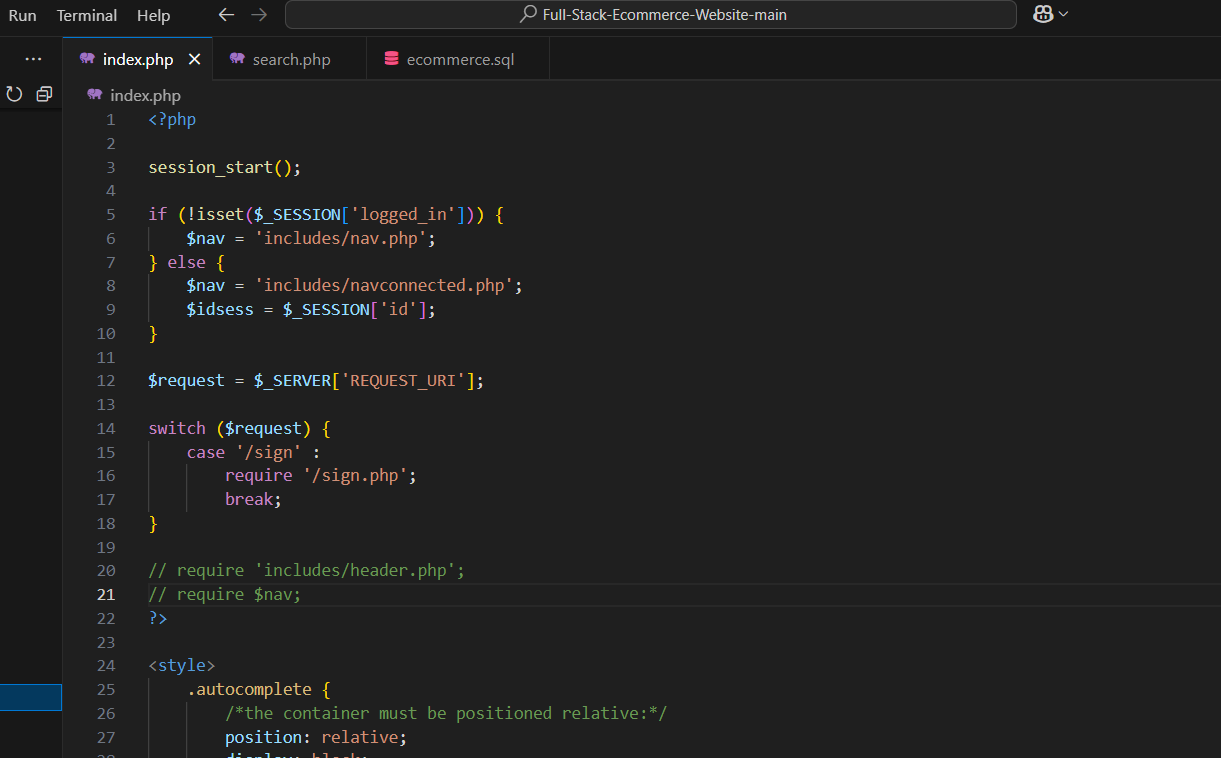 Run Terminal Help Full-Stack-Ecommerce-Website-main
... index.php search.php ecommerce.sql
index.php
1 <?php
2
3 session_start();
4
5 if (!isset($_SESSION['logged_in'])) {
6 $nav = 'includes/nav.php';
7 } else {
8 $nav = 'includes/navconnected.php';
9 $idsess = $_SESSION['id'];
10 }
11
12 $request = $_SERVER['REQUEST_URI'];
13
14 switch ($request) {
15 case '/sign' :
16 require '/sign.php';
17 break;
18 }
19
20 // require 'includes/header.php';
21 // require $nav;
22 ?>
23
24 <style>
25 .autocomplete {
26 /*the container must be positioned relative:*/
27 position: relative;